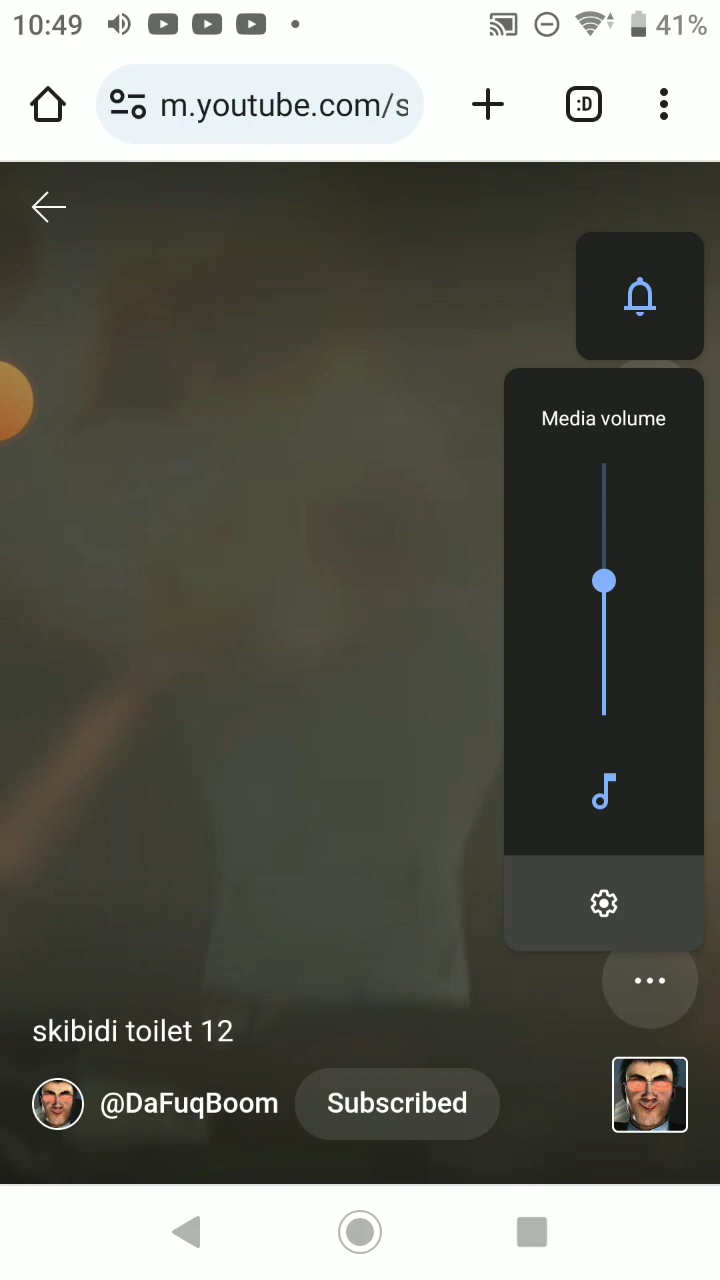 10:49
41%
m.youtube.com/s
:D
Media volume
skibidi toilet 12
@DaFuqBoom
Subscribed